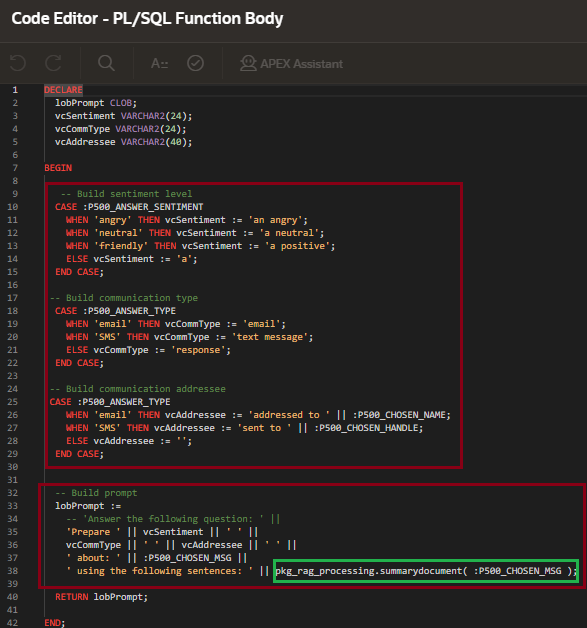 Code Editor - PL/SQL Function Body
A:: APEX Assistant
1 DECLARE
2 lobPrompt CLOB;
3 vcSentiment VARCHAR2(24);
4 vcCommType VARCHAR2(24);
5 vcAddressee VARCHAR2(40);
6
7 BEGIN
8
9 -- Build sentiment level
10 CASE :P500_ANSWER_SENTIMENT
11 WHEN 'angry' THEN vcSentiment := 'an angry';
12 WHEN 'neutral' THEN vcSentiment := 'a neutral';
13 WHEN 'friendly' THEN vcSentiment := 'a positive';
14 ELSE vcSentiment := 'a';
15 END CASE;
16
17 -- Build communication type
18 CASE :P500_ANSWER_TYPE
19 WHEN 'email' THEN vcCommType := 'email';
20 WHEN 'SMS' THEN vcCommType := 'text message';
21 ELSE vcCommType := 'response';
22 END CASE;
23
24 -- Build communication addressee
25 CASE :P500_ANSWER_TYPE
26 WHEN 'email' THEN vcAddressee := 'addressed to ' || :P500_CHOSEN_NAME;
27 WHEN 'SMS' THEN vcAddressee := 'sent to ' || :P500_CHOSEN_HANDLE;
28 ELSE vcAddressee := '';
29 END CASE;
30
31
32 -- Build prompt
33 lobPrompt :=
34 -- 'Answer the following question: ' ||
35 'Prepare ' || vcSentiment || ' ' ||
36 vcCommType || ' ' || vcAddressee || ' ' ||
37 ' about: ' || :P500_CHOSEN_MSG ||
38 ' using the following sentences: ' || pkg_rag_processing.summarydocument( :P500_CHOSEN_MSG );
39
40 RETURN lobPrompt;
41
42 END;